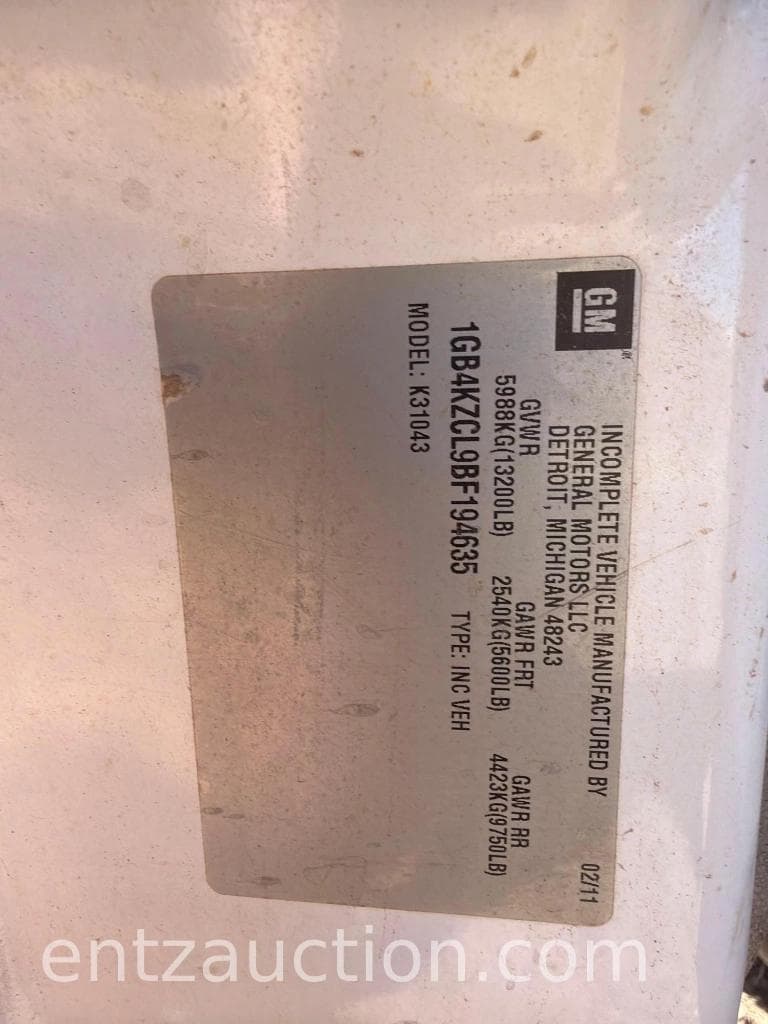 GM
INCOMPLETE VEHICLE MANUFACTURED BY 02/11
GENERAL MOTORS LLC
DETROIT, MICHIGAN 48243
GVWR GAWR FRT GAWR RR
5988KG(13200LB) 2540KG(5600LB) 4423KG(9750LB)
1GB4KZCL9BF194635 TYPE: INC VEH
MODEL: K31043
entzauction.com